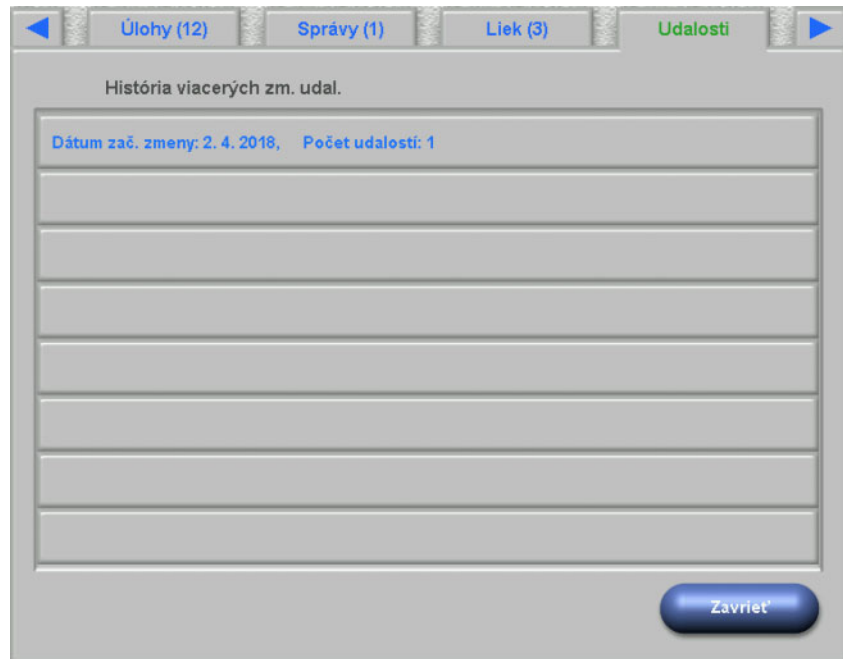 Úlohy (12) Správy (1) Liek (3) Udalosti
História viacerých zm. udal.
Dátum zač. zmeny: 2. 4. 2018, Počet udalostí: 1
Zavrieť